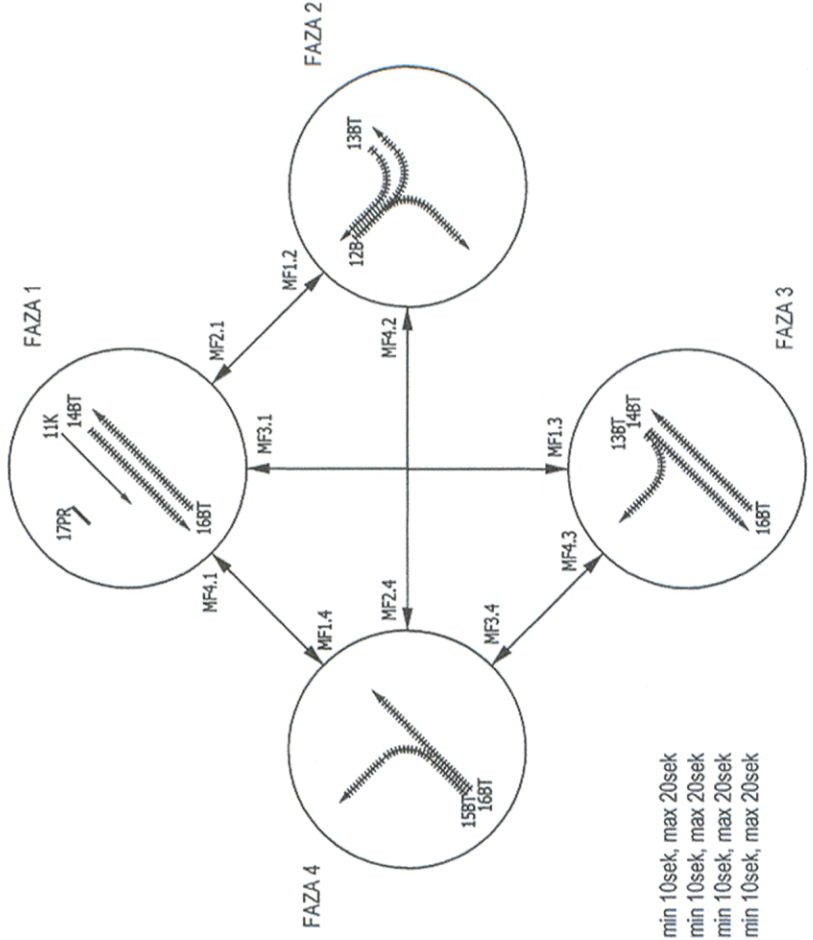 FAZA 1
11K
14BT
17PR
16BT
FAZA 2
13BT
12B
FAZA 3
13BT
14BT
16BT
FAZA 4
15BT
16BT
MF2.1
MF1.2
MF3.1
MF1.3
MF4.1
MF1.4
MF4.2
MF2.4
MF4.3
MF3.4
min 10sek, max 20sek
min 10sek, max 20sek
min 10sek, max 20sek
min 10sek, max 20sek